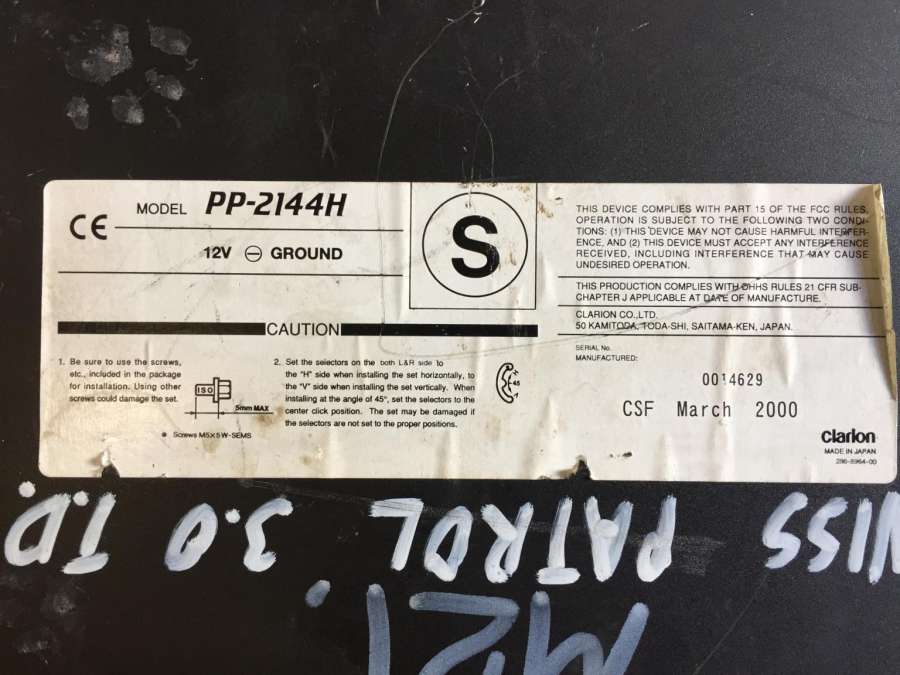 CE
MODEL PP-2144H
12V ⊖ GROUND
S
THIS DEVICE COMPLIES WITH PART 15 OF THE FCC RULES.
OPERATION IS SUBJECT TO THE FOLLOWING TWO CONDI-
TIONS: (1) THIS DEVICE MAY NOT CAUSE HARMFUL INTERFER-
ENCE, AND (2) THIS DEVICE MUST ACCEPT ANY INTERFERENCE
RECEIVED, INCLUDING INTERFERENCE THAT MAY CAUSE
UNDESIRED OPERATION.
THIS PRODUCTION COMPLIES WITH DHHS RULES 21 CFR SUB-
CHAPTER J APPLICABLE AT DATE OF MANUFACTURE.
CLARION CO.,LTD.
50 KAMITODA, TODA-SHI, SAITAMA-KEN, JAPAN.
SERIAL No.
MANUFACTURED:
0014629
CSF March 2000
Clarion
MADE IN JAPAN
286-8964-00
CAUTION
1. Be sure to use the screws,
etc., included in the package
for installation. Using other
screws could damage the set.
ISO
5mm MAX
● Screws M5×5 W-SEMS
2. Set the selectors on the both L&R side to
the "H" side when installing the set horizontally, to
the "V" side when installing the set vertically. When
installing at the angle of 45°, set the selectors to the
center click position. The set may be damaged if
the selectors are not set to the proper positions.
H
45
V
NISS PATROL 3.0 T.D.